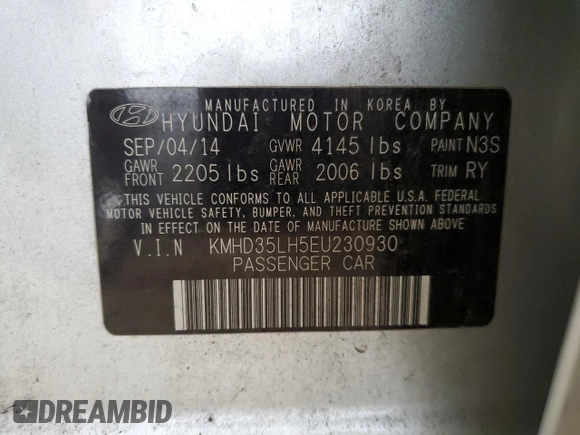 MANUFACTURED IN KOREA BY
HYUNDAI MOTOR COMPANY
SEP/04/14 GVWR 4145 lbs PAINT N3S
GAWR FRONT 2205 lbs GAWR REAR 2006 lbs TRIM RY
THIS VEHICLE CONFORMS TO ALL APPLICABLE U.S.A. FEDERAL
MOTOR VEHICLE SAFETY, BUMPER, AND THEFT PREVENTION STANDARDS
IN EFFECT ON THE DATE OF MANUFACTURE SHOWN ABOVE
V.I.N KMHD35LH5EU230930
PASSENGER CAR
DREAMBID